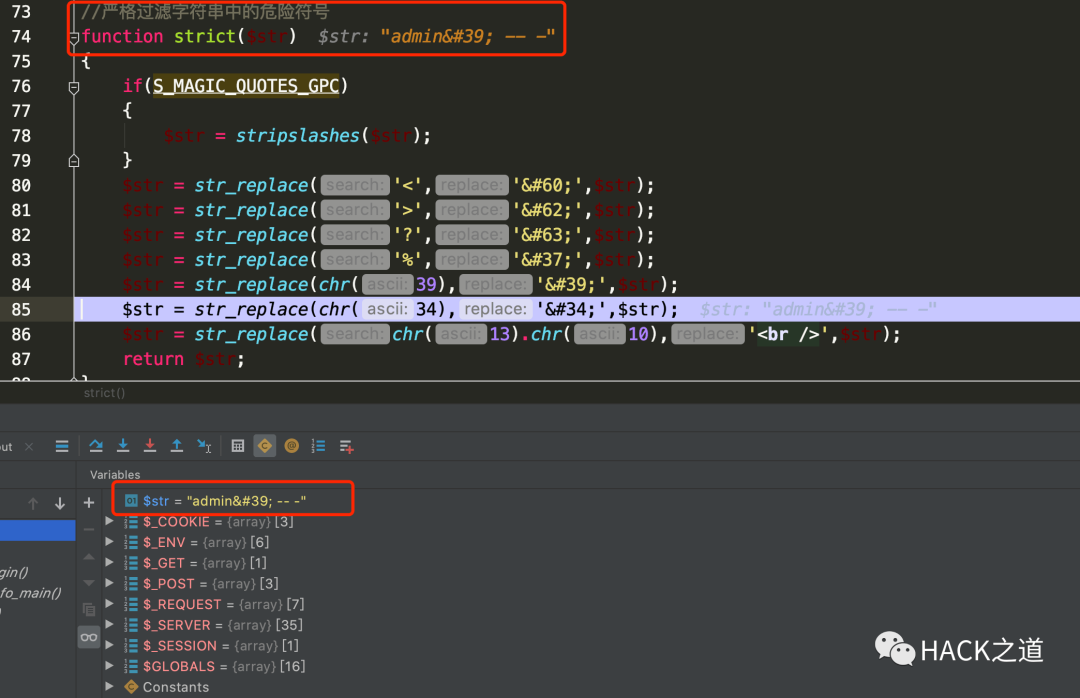 73 //严格过滤字符串中的危险符号
74 function strict($str) $str: "admin&#39; -- -"
75 {
76 if(S_MAGIC_QUOTES_GPC)
77 {
78 $str = stripslashes($str);
79 }
80 $str = str_replace( search: '<', replace: '&#60;',$str);
81 $str = str_replace( search: '>', replace: '&#62;',$str);
82 $str = str_replace( search: '?', replace: '&#63;',$str);
83 $str = str_replace( search: '%', replace: '&#37;',$str);
84 $str = str_replace(chr( ascii: 39), replace: '&#39;',$str);
85 $str = str_replace(chr( ascii: 34), replace: '&#34;',$str); $str: "admin&#39; -- -"
86 $str = str_replace( search: chr( ascii: 13).chr( ascii: 10), replace: '<br />',$str);
87 return $str;
strict()
out
Variables
01 $str = "admin&#39; -- -"
$_COOKIE = {array} [3]
$_ENV = {array} [6]
$_GET = {array} [1]
gin()
$_POST = {array} [3]
fo_main()
$_REQUEST = {array} [7]
$_SERVER = {array} [35]
$_SESSION = {array} [1]
$GLOBALS = {array} [16]
Constants
HACK之道